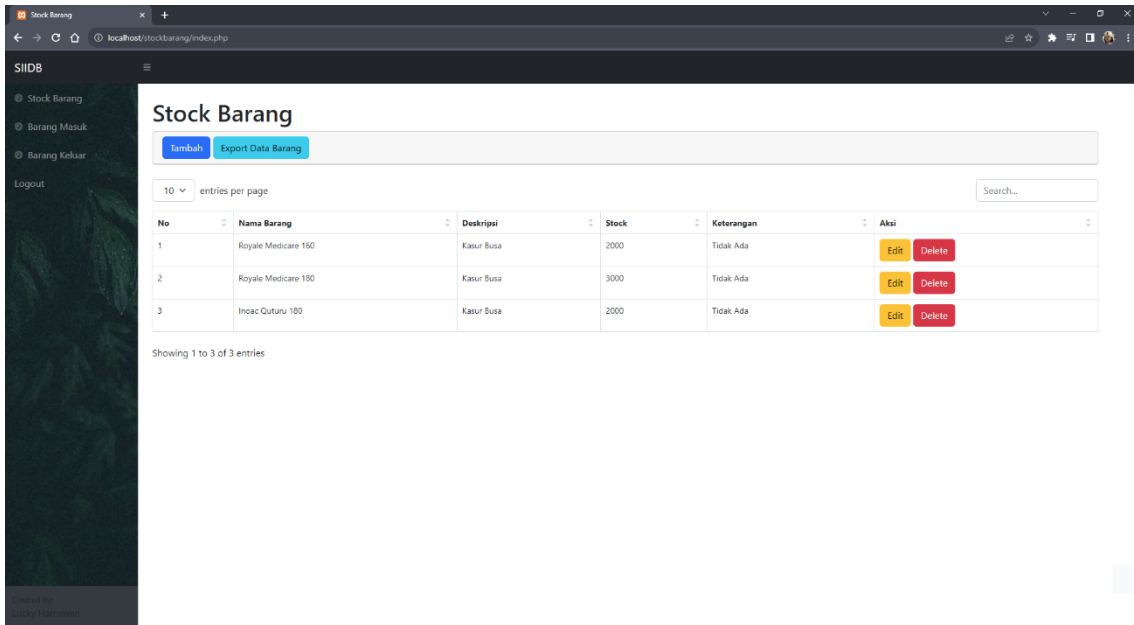 Stock Barang
localhost/stockbarang/index.php
SIIDB
Stock Barang
Barang Masuk
Barang Keluar
Logout
Stock Barang
Tambah Export Data Barang
10 entries per page Search...
No Nama Barang Deskripsi Stock Keterangan Aksi
1 Royale Medicare 160 Kasur Busa 2000 Tidak Ada Edit Delete
2 Royale Medicare 180 Kasur Busa 3000 Tidak Ada Edit Delete
3 Inoac Quturu 180 Kasur Busa 2000 Tidak Ada Edit Delete
Showing 1 to 3 of 3 entries
Lucky